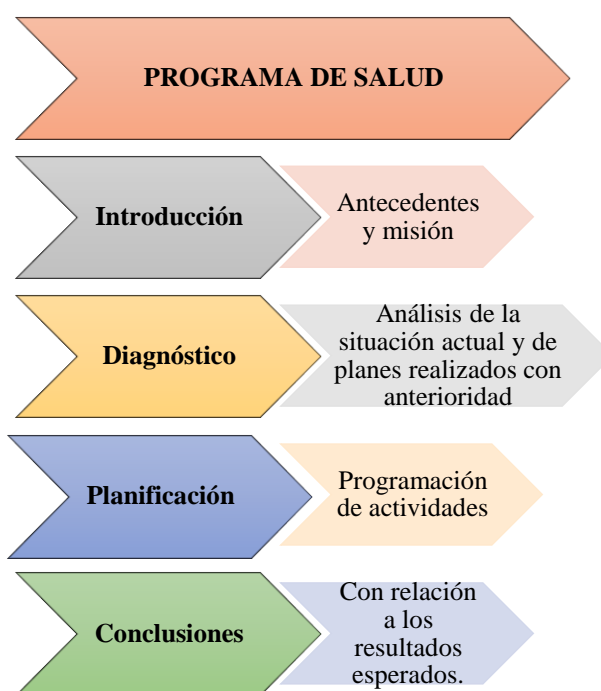 PROGRAMA DE SALUD
Introducción
Antecedentes
y misión
Diagnóstico
Análisis de la
situación actual y de
planes realizados con
anterioridad
Planificación
Programación
de actividades
Conclusiones
Con relación
a los
resultados
esperados.